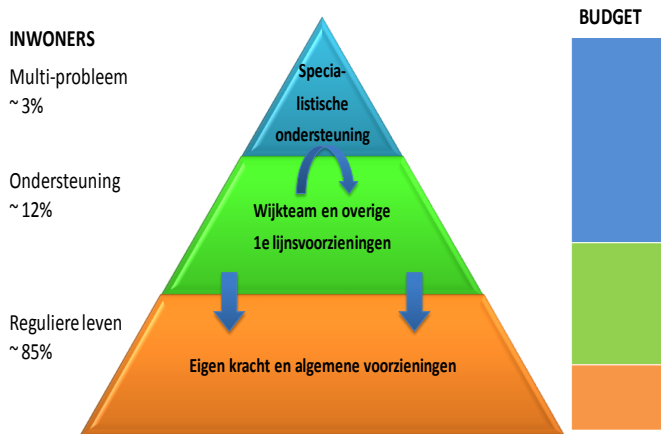 BUDGET
INWONERS
Multi-probleem
~ 3%
Specia-
listische
ondersteuning
Ondersteuning
~ 12%
Wijkteam en overige
1e lijnsvoorzieningen
Reguliere leven
~ 85%
Eigen kracht en algemene voorzieningen